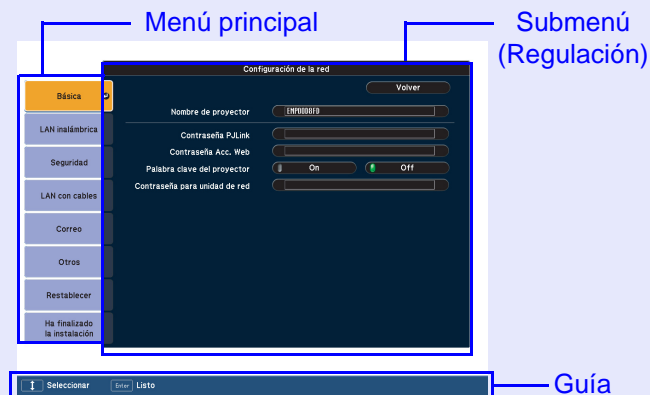 Menú principal
Submenú
(Regulación)
Configuración de la red
Volver
Básica
Nombre de proyector
EMP0DD8FD
LAN inalámbrica
Contraseña PJLink
Contraseña Acc. Web
Seguridad
Palabra clave del proyector
On
Off
Contraseña para unidad de red
LAN con cables
Correo
Otros
Restablecer
Ha finalizado
la instalación
Seleccionar
Enter
Listo
Guía